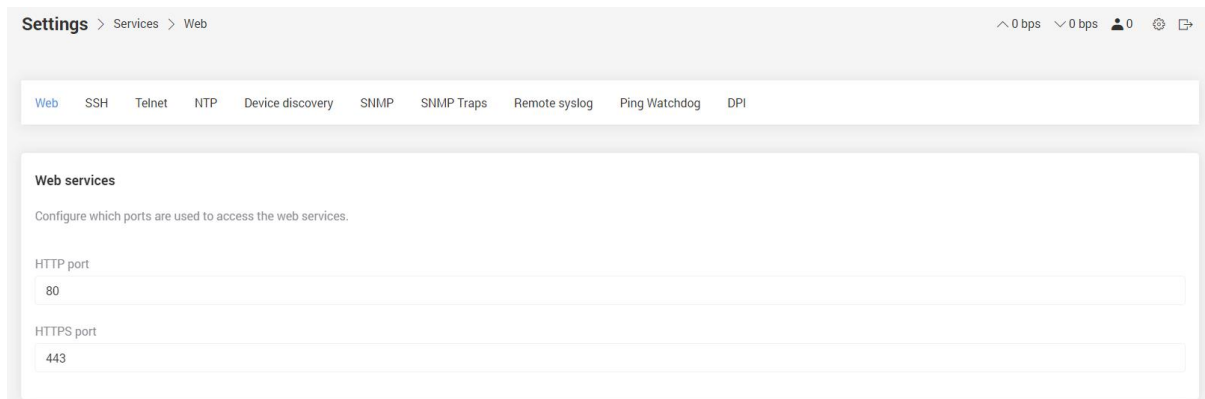 Settings > Services > Web 0 bps 0 bps 0
Web SSH Telnet NTP Device discovery SNMP SNMP Traps Remote syslog Ping Watchdog DPI
Web services
Configure which ports are used to access the web services.
HTTP port
80
HTTPS port
443